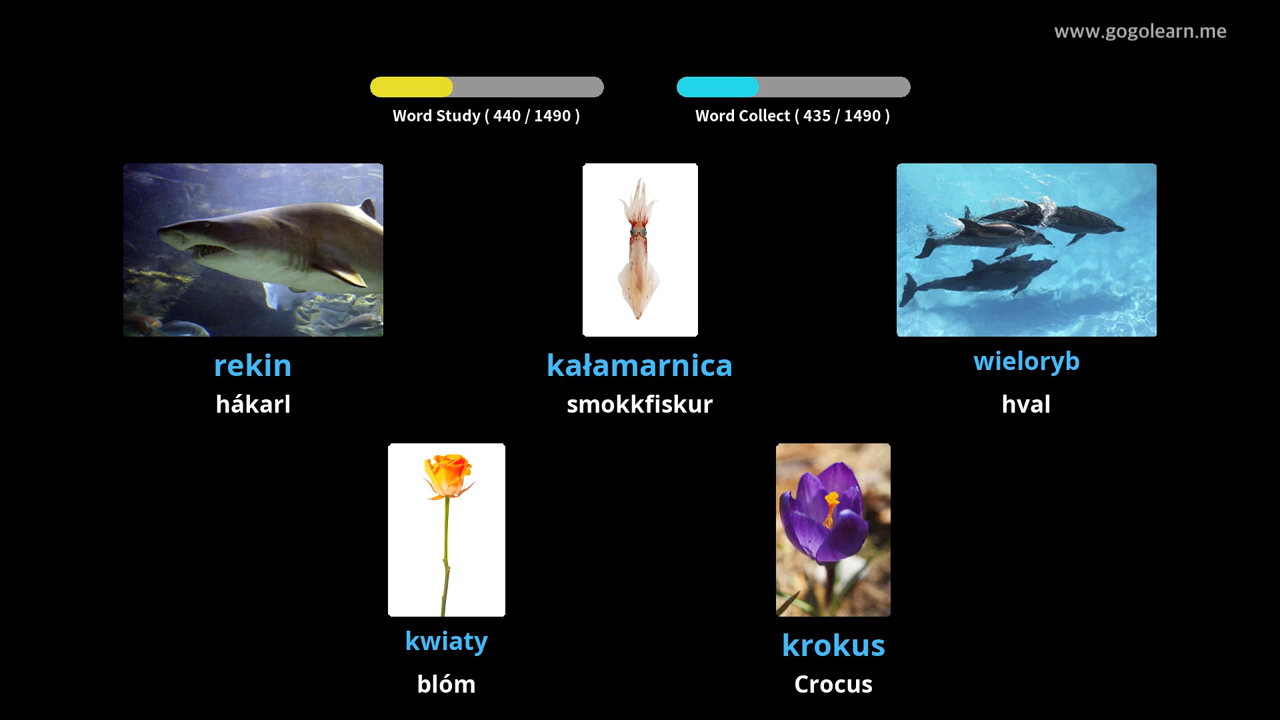 www.gogolearn.me
Word Study ( 440 / 1490 )
Word Collect ( 435 / 1490 )
rekin
hákarl
kałamarnica
smokkfiskur
wieloryb
hval
kwiaty
blóm
krokus
Crocus